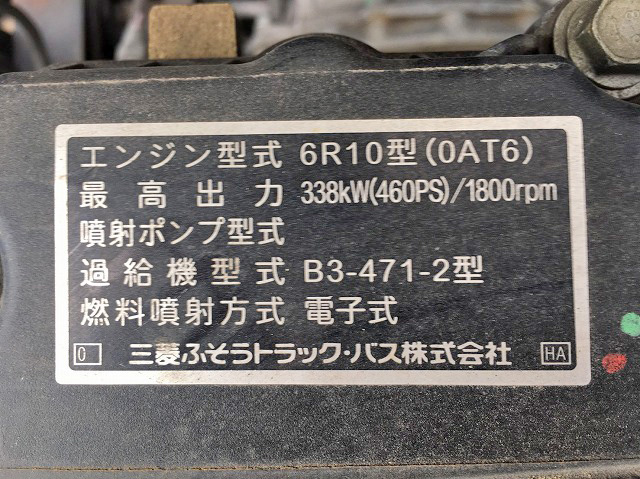 エンジン型式 6R10型(0AT6)
最高出力 338kW(460PS)/1800rpm
噴射ポンプ型式
過給機型式 B3-471-2型
燃料噴射方式 電子式
0 三菱ふそうトラック・バス株式会社 HA